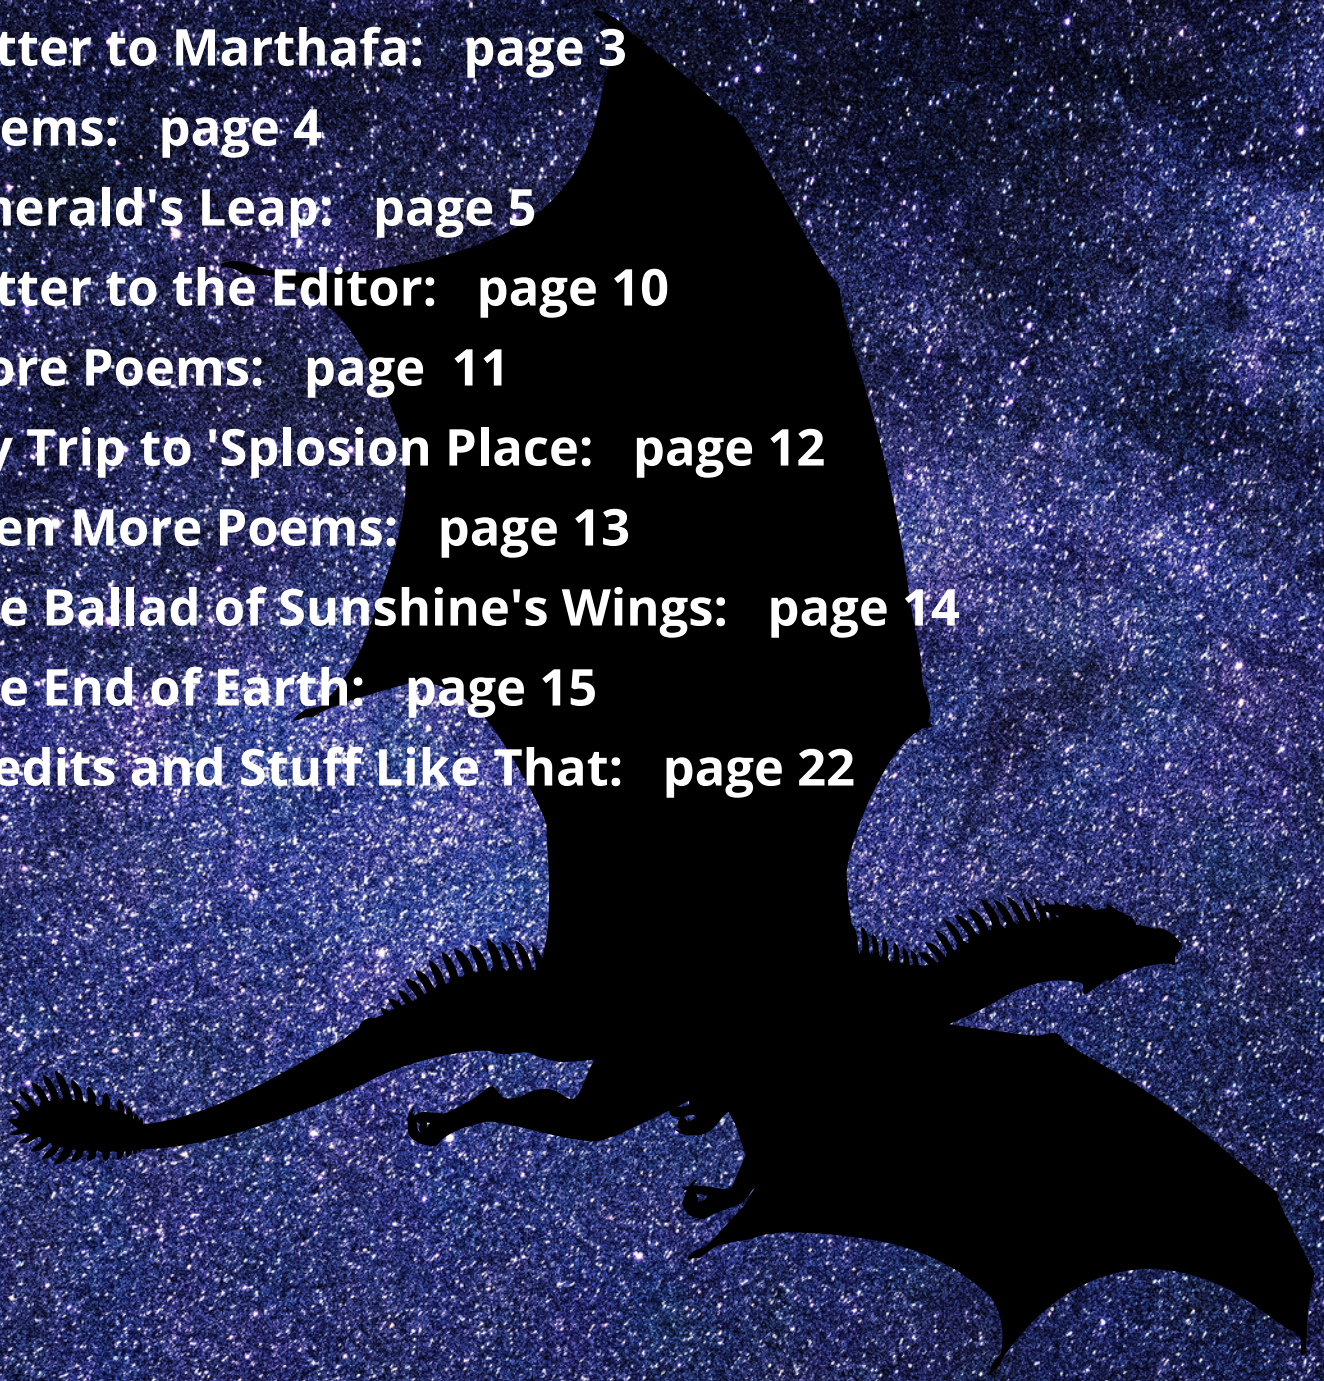 tter to Marthafa: page 3
ems: page 4
nerald's Leap: page 5
tter to the Editor: page 10
ore Poems: page 11
y Trip to 'Splosion Place: page 12
en More Poems: page 13
e Ballad of Sunshine's Wings: page 14
e End of Earth: page 15
edits and Stuff Like That: page 22